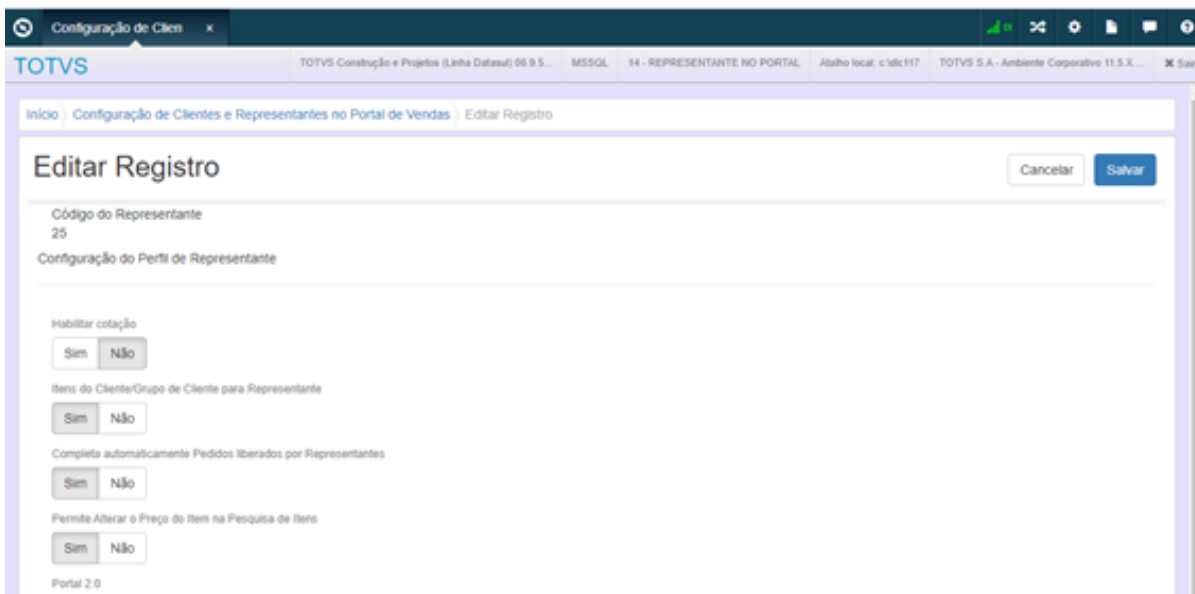 Configuração de Clien x
TOTVS
TOTVS Construção e Projetos (Linha Datasul) 06.9.5... MSSQL 14 - REPRESENTANTE NO PORTAL Atalho local: c:\dlc117 TOTVS S.A - Ambiente Corporativo 11.5.X... Sair
Início Configuração de Clientes e Representantes no Portal de Vendas Editar Registro
Editar Registro
Cancelar Salvar
Código do Representante
25
Configuração do Perfil de Representante
Habilitar cotação
Sim Não
Itens do Cliente/Grupo de Cliente para Representante
Sim Não
Completa automaticamente Pedidos liberados por Representantes
Sim Não
Permite Alterar o Preço do Item na Pesquisa de Itens
Sim Não
Portal 2.0